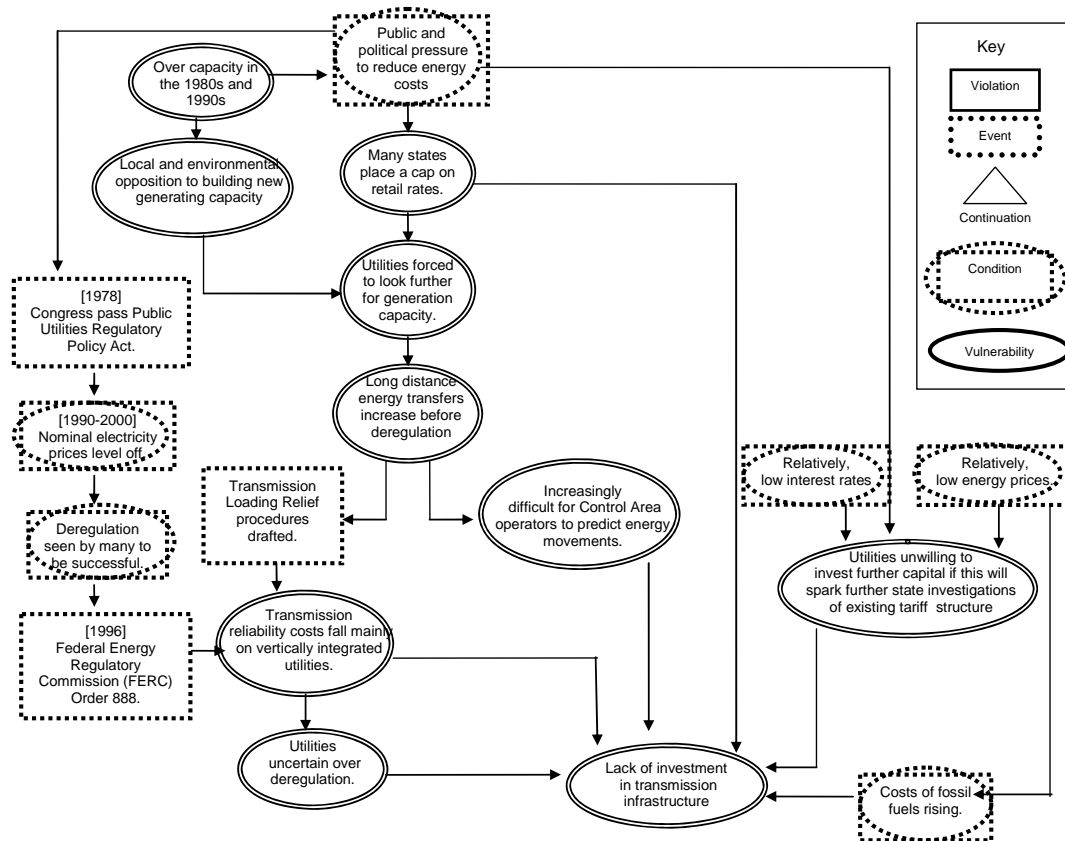 Public and
political pressure
to reduce energy
costs
Over capacity in
the 1980s and
1990s
Local and environmental
opposition to building new
generating capacity
Many states
place a cap on
retail rates.
Utilities forced
to look further
for generation
capacity.
[1978]
Congress pass Public
Utilities Regulatory
Policy Act.
Long distance
energy transfers
increase before
deregulation
[1990-2000]
Nominal electricity
prices level off.
Transmission
Loading Relief
procedures
drafted.
Increasingly
difficult for Control Area
operators to predict energy
movements.
Relatively,
low interest rates
Relatively,
low energy prices
Deregulation
seen by many to
be successful.
Utilities unwilling to
invest further capital if this will
spark further state investigations
of existing tariff structure
[1996]
Federal Energy
Regulatory
Commission (FERC)
Order 888.
Transmission
reliability costs fall mainly
on vertically integrated
utilities.
Utilities
uncertain over
deregulation.
Lack of investment
in transmission
infrastructure
Costs of fossil
fuels rising.
Key
Violation
Event
Continuation
Condition
Vulnerability